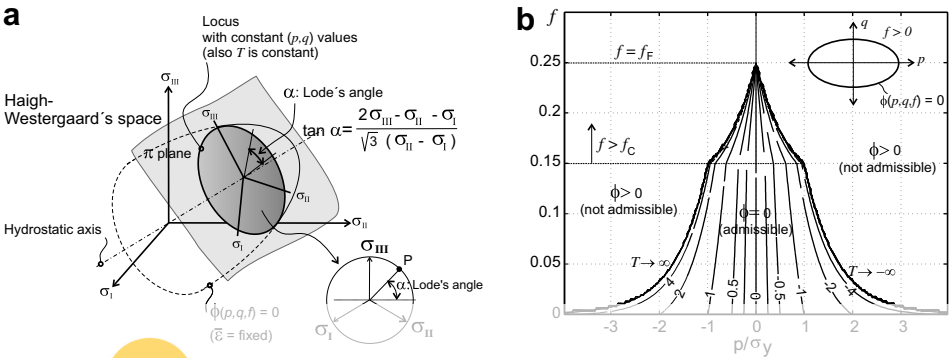 a
Locus
with constant (p,q) values
(also T is constant)
σIII
α: Lode´s angle
Haigh-
Westergaard´s space
σIII
tan α= 2σIII - σII - σI / √3 (σII - σI)
π plane
σII
σII
Hydrostatic axis
σI
σIII
P
α: Lode's angle
σI
ϕ(p,q,f) = 0
(ε̅ = fixed)
σI
σII
b
f
q
f > 0
p
ϕ(p,q,f) = 0
0.25
f = fF
0.2
f > fC
0.15
ϕ> 0
(not admissible)
ϕ> 0
(not admissible)
0.1
ϕ= 0
(admissible)
0.05
T→∞
T→-∞
4
2
1
0.5
0
-0.5
-1
-2
-4
0
-3
-2
-1
0
1
2
3
p/σy